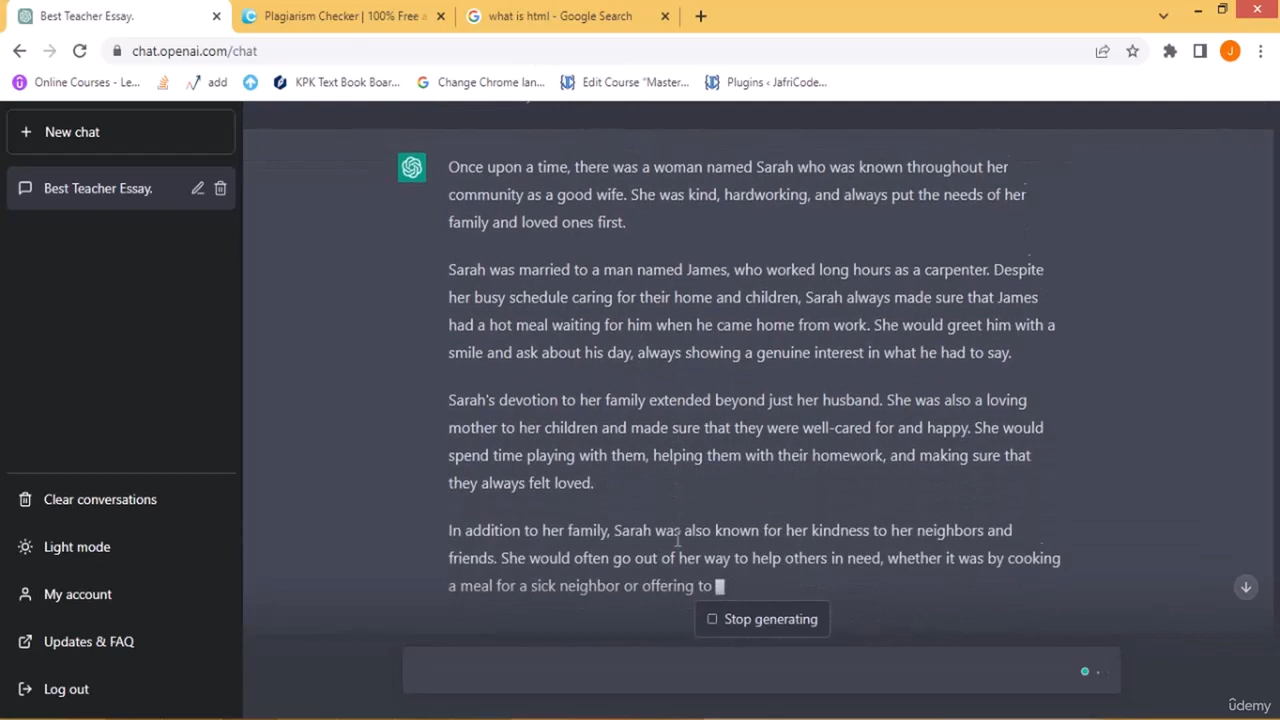 Best Teacher Essay.
Plagiarism Checker | 100% Free a
what is html - Google Search
chat.openai.com/chat
J
Online Courses - Le...
add
KPK Text Book Boar...
Change Chrome lan...
Edit Course “Master...
Plugins ‹ JafriCode...
New chat
Best Teacher Essay.
Once upon a time, there was a woman named Sarah who was known throughout her
community as a good wife. She was kind, hardworking, and always put the needs of her
family and loved ones first.
Sarah was married to a man named James, who worked long hours as a carpenter. Despite
her busy schedule caring for their home and children, Sarah always made sure that James
had a hot meal waiting for him when he came home from work. She would greet him with a
smile and ask about his day, always showing a genuine interest in what he had to say.
Sarah's devotion to her family extended beyond just her husband. She was also a loving
mother to her children and made sure that they were well-cared for and happy. She would
spend time playing with them, helping them with their homework, and making sure that
they always felt loved.
In addition to her family, Sarah was also known for her kindness to her neighbors and
friends. She would often go out of her way to help others in need, whether it was by cooking
a meal for a sick neighbor or offering to
Stop generating
Clear conversations
Light mode
My account
Updates & FAQ
Log out
ûdemy